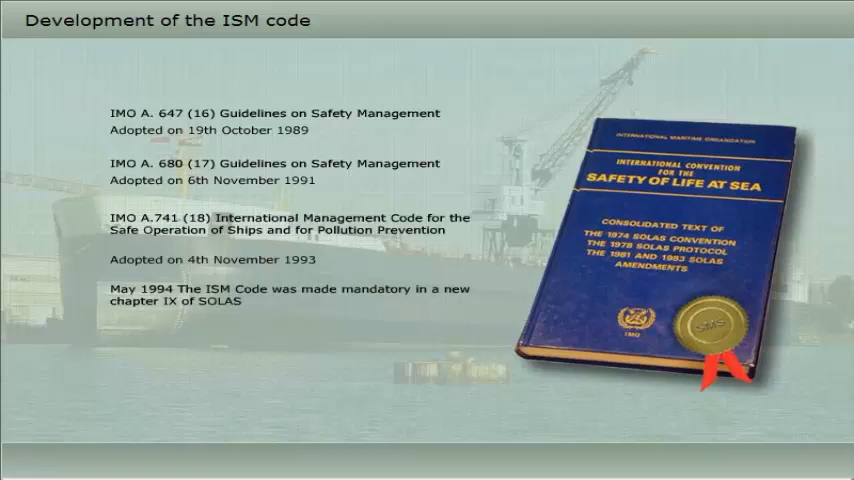 Development of the ISM code
IMO A. 647 (16) Guidelines on Safety Management
Adopted on 19th October 1989
IMO A. 680 (17) Guidelines on Safety Management
Adopted on 6th November 1991
IMO A.741 (18) International Management Code for the
Safe Operation of Ships and for Pollution Prevention
Adopted on 4th November 1993
May 1994 The ISM Code was made mandatory in a new
chapter IX of SOLAS
INTERNATIONAL MARITIME ORGANIZATION
INTERNATIONAL CONVENTION
FOR THE
SAFETY OF LIFE AT SEA
CONSOLIDATED TEXT OF
THE 1974 SOLAS CONVENTION
THE 1978 SOLAS PROTOCOL
THE 1981 AND 1983 SOLAS
AMENDMENTS
IMO
SMS